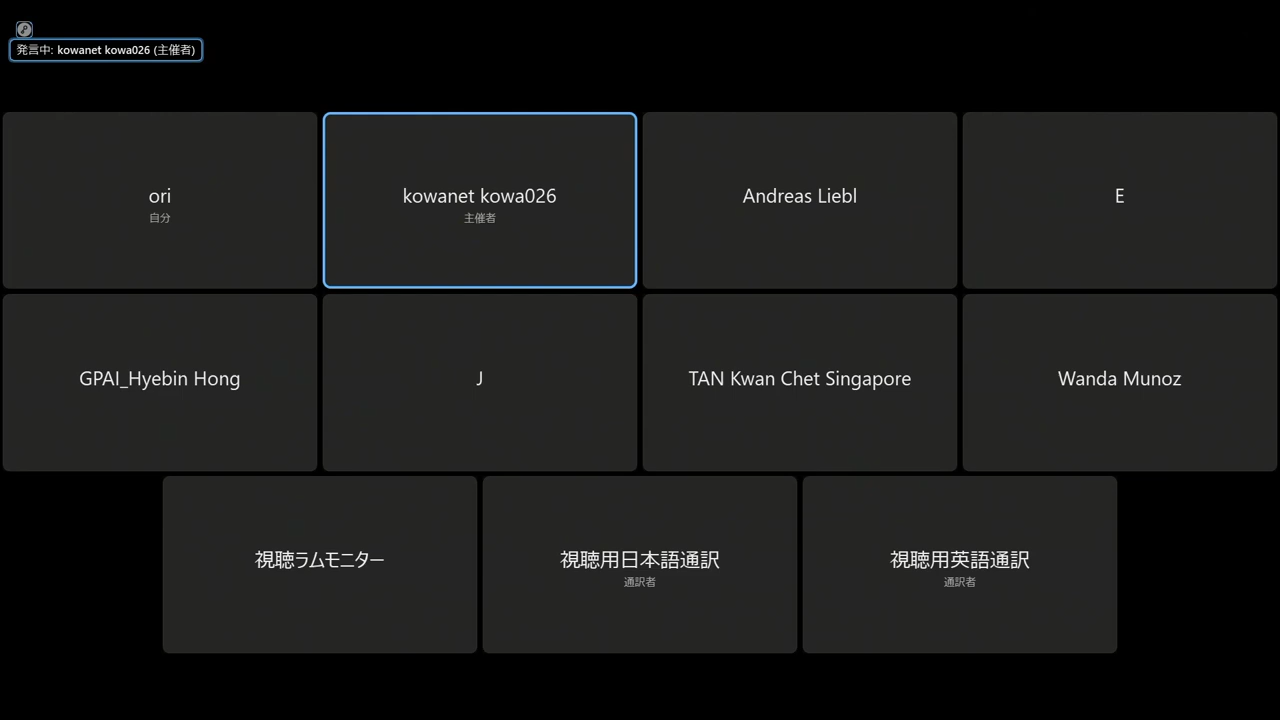 発言中: kowanet kowa026 (主催者)
ori
自分
kowanet kowa026
主催者
Andreas Liebl
E
GPAI_Hyebin Hong
J
TAN Kwan Chet Singapore
Wanda Munoz
視聴ラムモニター
視聴用日本語通訳
通訳者
視聴用英語通訳
通訳者